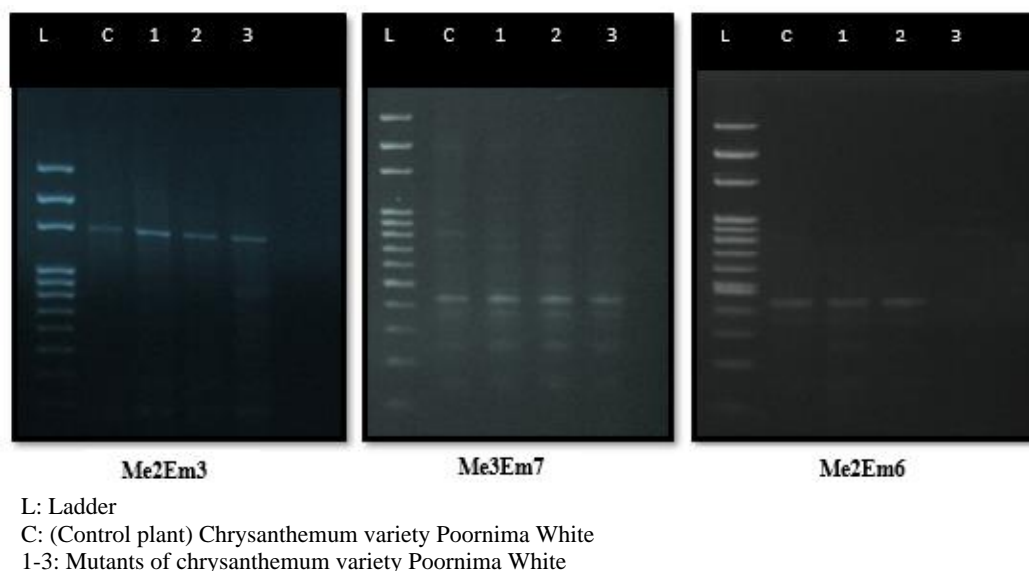 L C 1 2 3
L C 1 2 3
L C 1 2 3
Me2Em3
Me3Em7
Me2Em6
L: Ladder
C: (Control plant) Chrysanthemum variety Poornima White
1-3: Mutants of chrysanthemum variety Poornima White